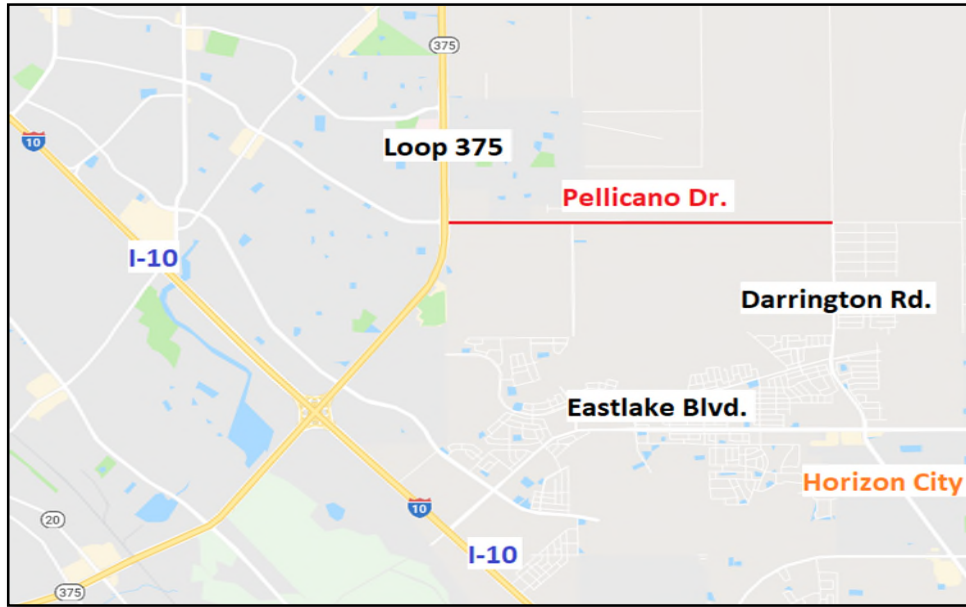 375
10
Loop 375
Pellicano Dr.
I-10
Darrington Rd.
Eastlake Blvd.
Horizon City
10
20
I-10
375